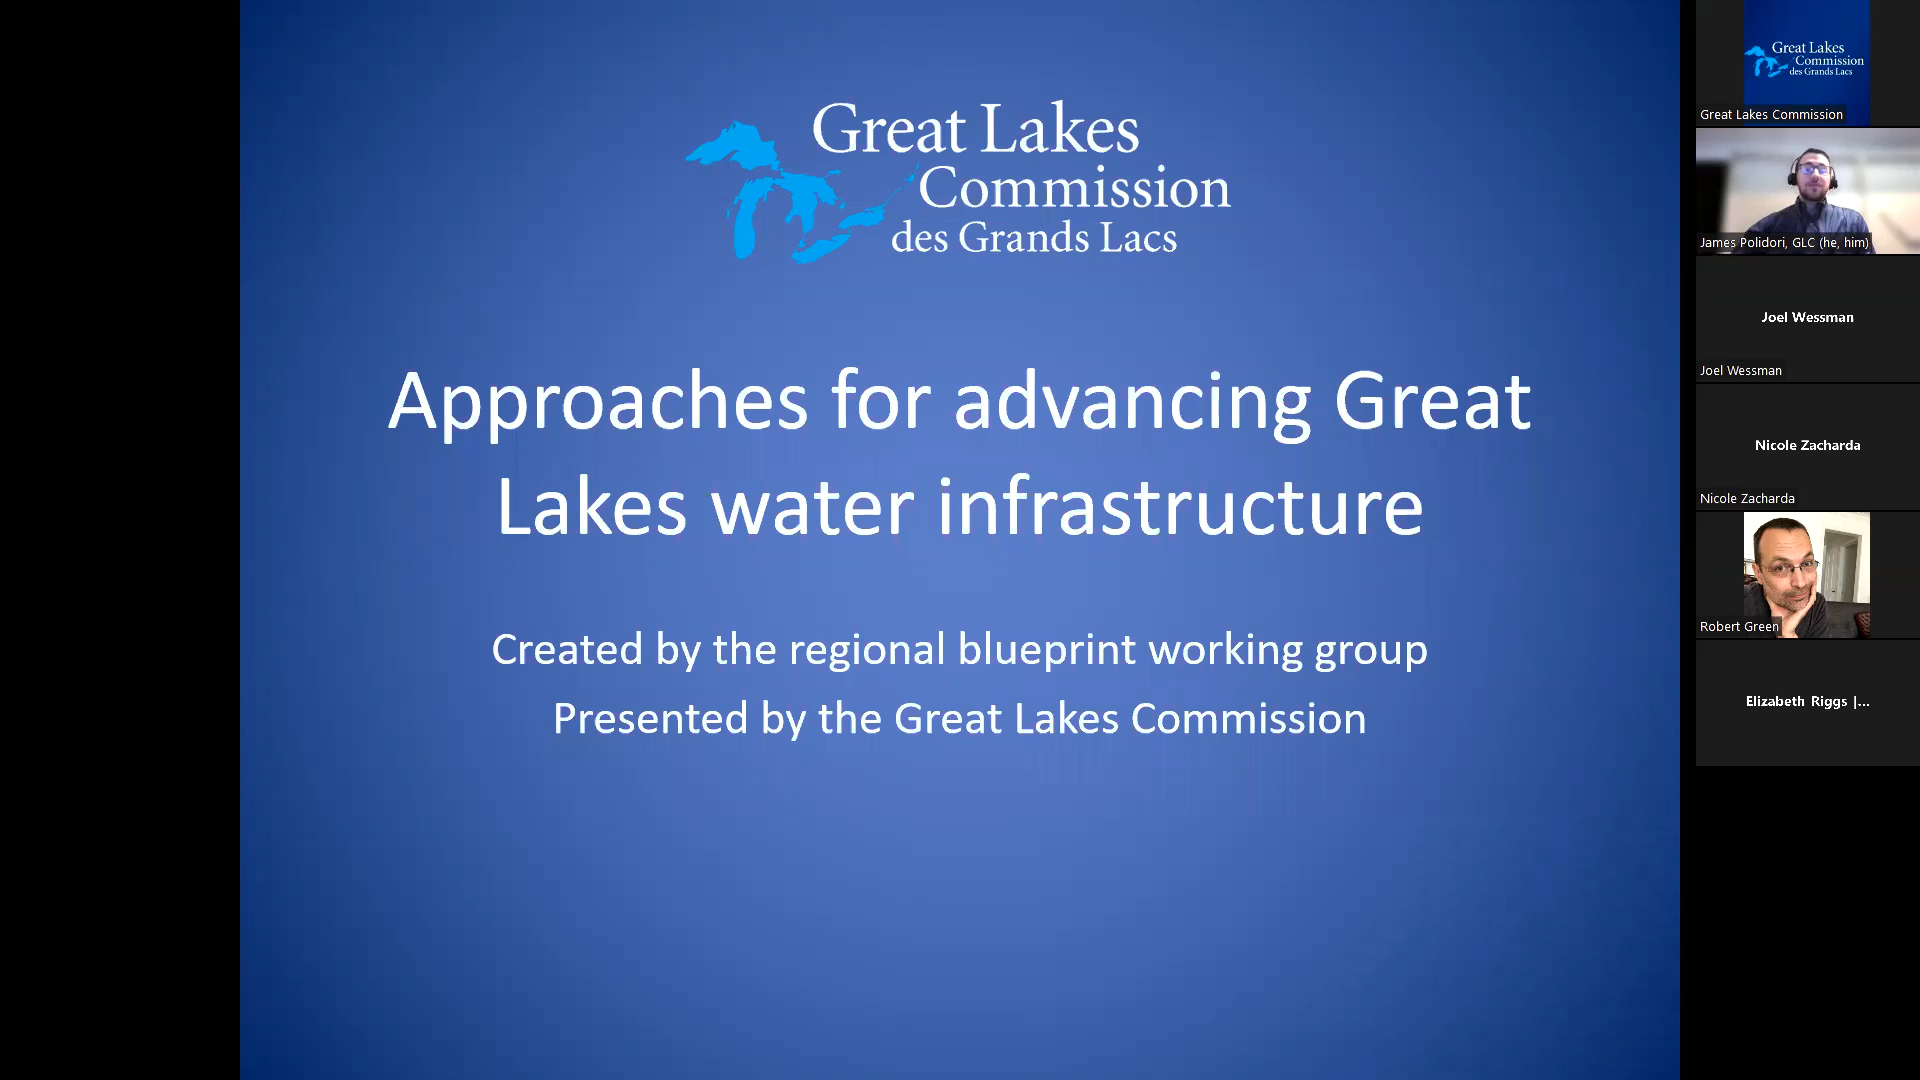 Great Lakes
Commission
des Grands Lacs
Approaches for advancing Great
Lakes water infrastructure
Created by the regional blueprint working group
Presented by the Great Lakes Commission
Great Lakes
Commission
des Grands Lacs
Great Lakes Commission
James Polidori, GLC (he, him)
Joel Wessman
Joel Wessman
Nicole Zacharda
Nicole Zacharda
Robert Green
Elizabeth Riggs |...